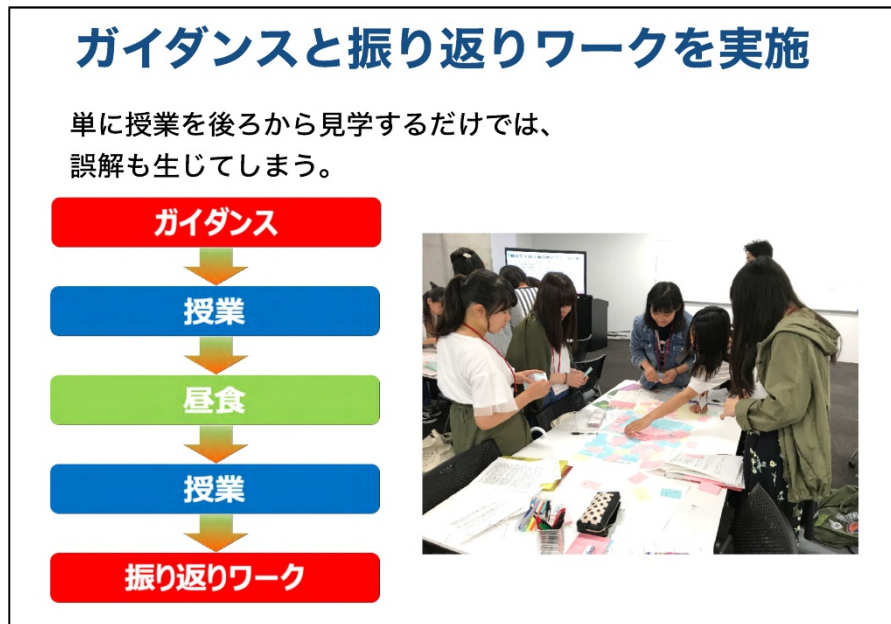 ガイダンスと振り返りワークを実施
単に授業を後ろから見学するだけでは、
誤解も生じてしまう。
ガイダンス
授業
昼食
授業
振り返りワーク